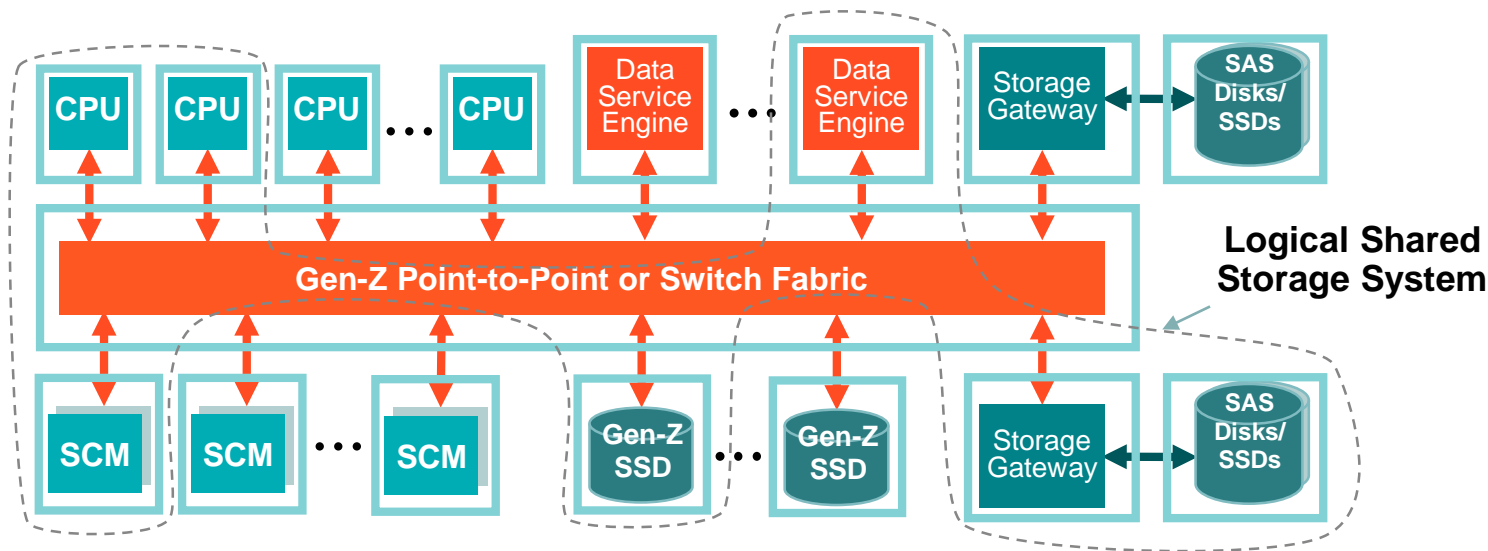 CPU
CPU
CPU
...
CPU
Data
Service
Engine
...
Data
Service
Engine
Storage
Gateway
SAS
Disks/
SSDs
Logical Shared
Storage System
Gen-Z Point-to-Point or Switch Fabric
SCM
SCM
...
SCM
Gen-Z
SSD
...
Gen-Z
SSD
Storage
Gateway
SAS
Disks/
SSDs